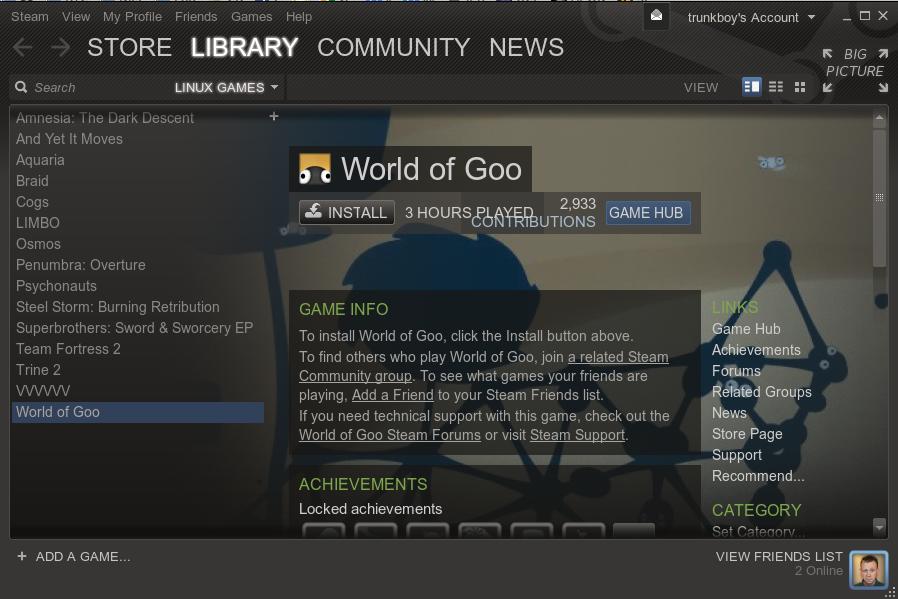 Steam View My Profile Friends Games Help
trunkboy's Account
STORE LIBRARY COMMUNITY NEWS
BIG
PICTURE
Search
LINUX GAMES
VIEW
Amnesia: The Dark Descent
+
And Yet It Moves
Aquaria
Braid
Cogs
LIMBO
Osmos
Penumbra: Overture
Psychonauts
Steel Storm: Burning Retribution
Superbrothers: Sword & Sworcery EP
Team Fortress 2
Trine 2
VVVVVV
World of Goo
World of Goo
INSTALL
3 HOURS PLAYED
2,933
CONTRIBUTIONS
GAME HUB
GAME INFO
To install World of Goo, click the Install button above.
To find others who play World of Goo, join a related Steam
Community group. To see what games your friends are
playing, Add a Friend to your Steam Friends list.
If you need technical support with this game, check out the
World of Goo Steam Forums or visit Steam Support.
ACHIEVEMENTS
Locked achievements
LINKS
Game Hub
Achievements
Forums
Related Groups
News
Store Page
Support
Recommend...
CATEGORY
Set Category...
+ ADD A GAME...
VIEW FRIENDS LIST
2 Online